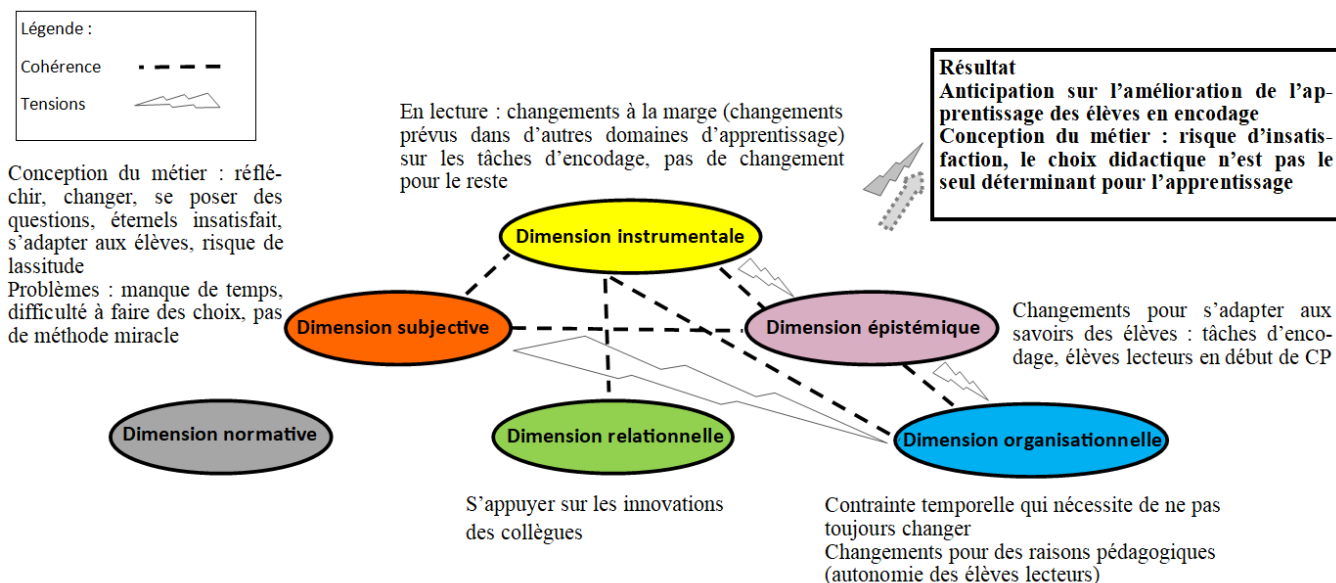 Légende :
Cohérence
Tensions
Résultat
Anticipation sur l'amélioration de l'ap-
prentissage des élèves en encodage
Conception du métier : risque d'insatis-
faction, le choix didactique n'est pas le
seul déterminant pour l'apprentissage
En lecture : changements à la marge (changements
prévus dans d'autres domaines d'apprentissage)
sur les tâches d'encodage, pas de changement
pour le reste
Conception du métier : réflé-
chir, changer, se poser des
questions, éternels insatisfait,
s'adapter aux élèves, risque de
lassitude
Problèmes : manque de temps,
difficulté à faire des choix, pas
de méthode miracle
Dimension instrumentale
Dimension subjective
Dimension épistémique
Changements pour s'adapter aux
savoirs des élèves : tâches d'enco-
dage, élèves lecteurs en début de CP
Dimension normative
Dimension relationnelle
Dimension organisationnelle
S'appuyer sur les innovations
des collègues
Contrainte temporelle qui nécessite de ne pas
toujours changer
Changements pour des raisons pédagogiques
(autonomie des élèves lecteurs)